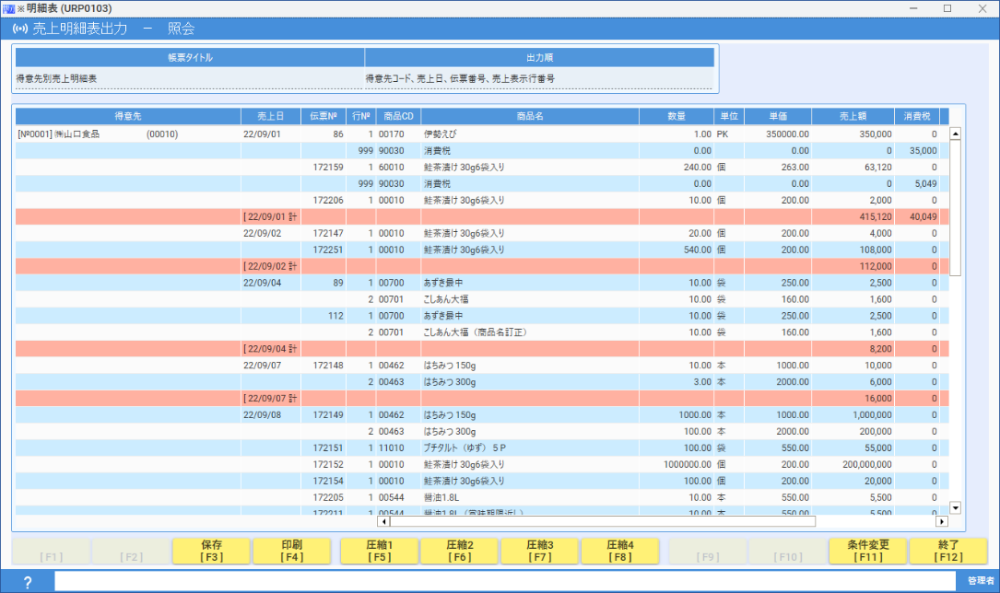 ※ 明細表 (URP0103)
売上明細表出力 － 照会
帳票タイトル 出力順
得意先別売上明細表 得意先コード、売上日、伝票番号、売上表示行番号
得意先 売上日 伝票№ 行№ 商品CD 商品名 数量 単位 単価 売上額 消費税
[№0001] ㈱山口食品 (00010) 22/09/01 86 1 00170 伊勢えび 1.00 PK 350000.00 350,000 0
999 90030 消費税 0.00 0.00 0 35,000
172159 1 60010 鮭茶漬け 30g6袋入り 240.00 個 263.00 63,120 0
999 90030 消費税 0.00 0.00 0 5,049
172206 1 00010 鮭茶漬け 30g6袋入り 10.00 個 200.00 2,000 0
[ 22/09/01 計 415,120 40,049
22/09/02 172147 1 00010 鮭茶漬け 30g6袋入り 20.00 個 200.00 4,000 0
172251 1 00010 鮭茶漬け 30g6袋入り 540.00 個 200.00 108,000 0
[ 22/09/02 計 112,000 0
22/09/04 89 1 00700 あずき最中 10.00 袋 250.00 2,500 0
2 00701 こしあん大福 10.00 袋 160.00 1,600 0
112 1 00700 あずき最中 10.00 袋 250.00 2,500 0
2 00701 こしあん大福（商品名訂正） 10.00 袋 160.00 1,600 0
[ 22/09/04 計 8,200 0
22/09/07 172148 1 00462 はちみつ 150g 10.00 本 1000.00 10,000 0
2 00463 はちみつ 300g 3.00 本 2000.00 6,000 0
[ 22/09/07 計 16,000 0
22/09/08 172149 1 00462 はちみつ 150g 1000.00 本 1000.00 1,000,000 0
2 00463 はちみつ 300g 100.00 本 2000.00 200,000 0
172151 1 11010 プチタルト（ゆず）５Ｐ 100.00 袋 550.00 55,000 0
172152 1 00010 鮭茶漬け 30g6袋入り 1000000.00 個 200.00 200,000,000 0
172154 1 00010 鮭茶漬け 30g6袋入り 100.00 個 200.00 20,000 0
172205 1 00544 醤油1.8L 10.00 本 550.00 5,500 0
172211 1 00544 醤油1.8L（賞味期限近し） 10.00 本 550.00 5,500 0
保存 印刷 圧縮1 圧縮2 圧縮3 圧縮4 条件変更 終了
[ F1 ] [ F2 ] [ F3 ] [ F4 ] [ F5 ] [ F6 ] [ F7 ] [ F8 ] [ F9 ] [ F10 ] [ F11 ] [ F12 ]
? 管理者